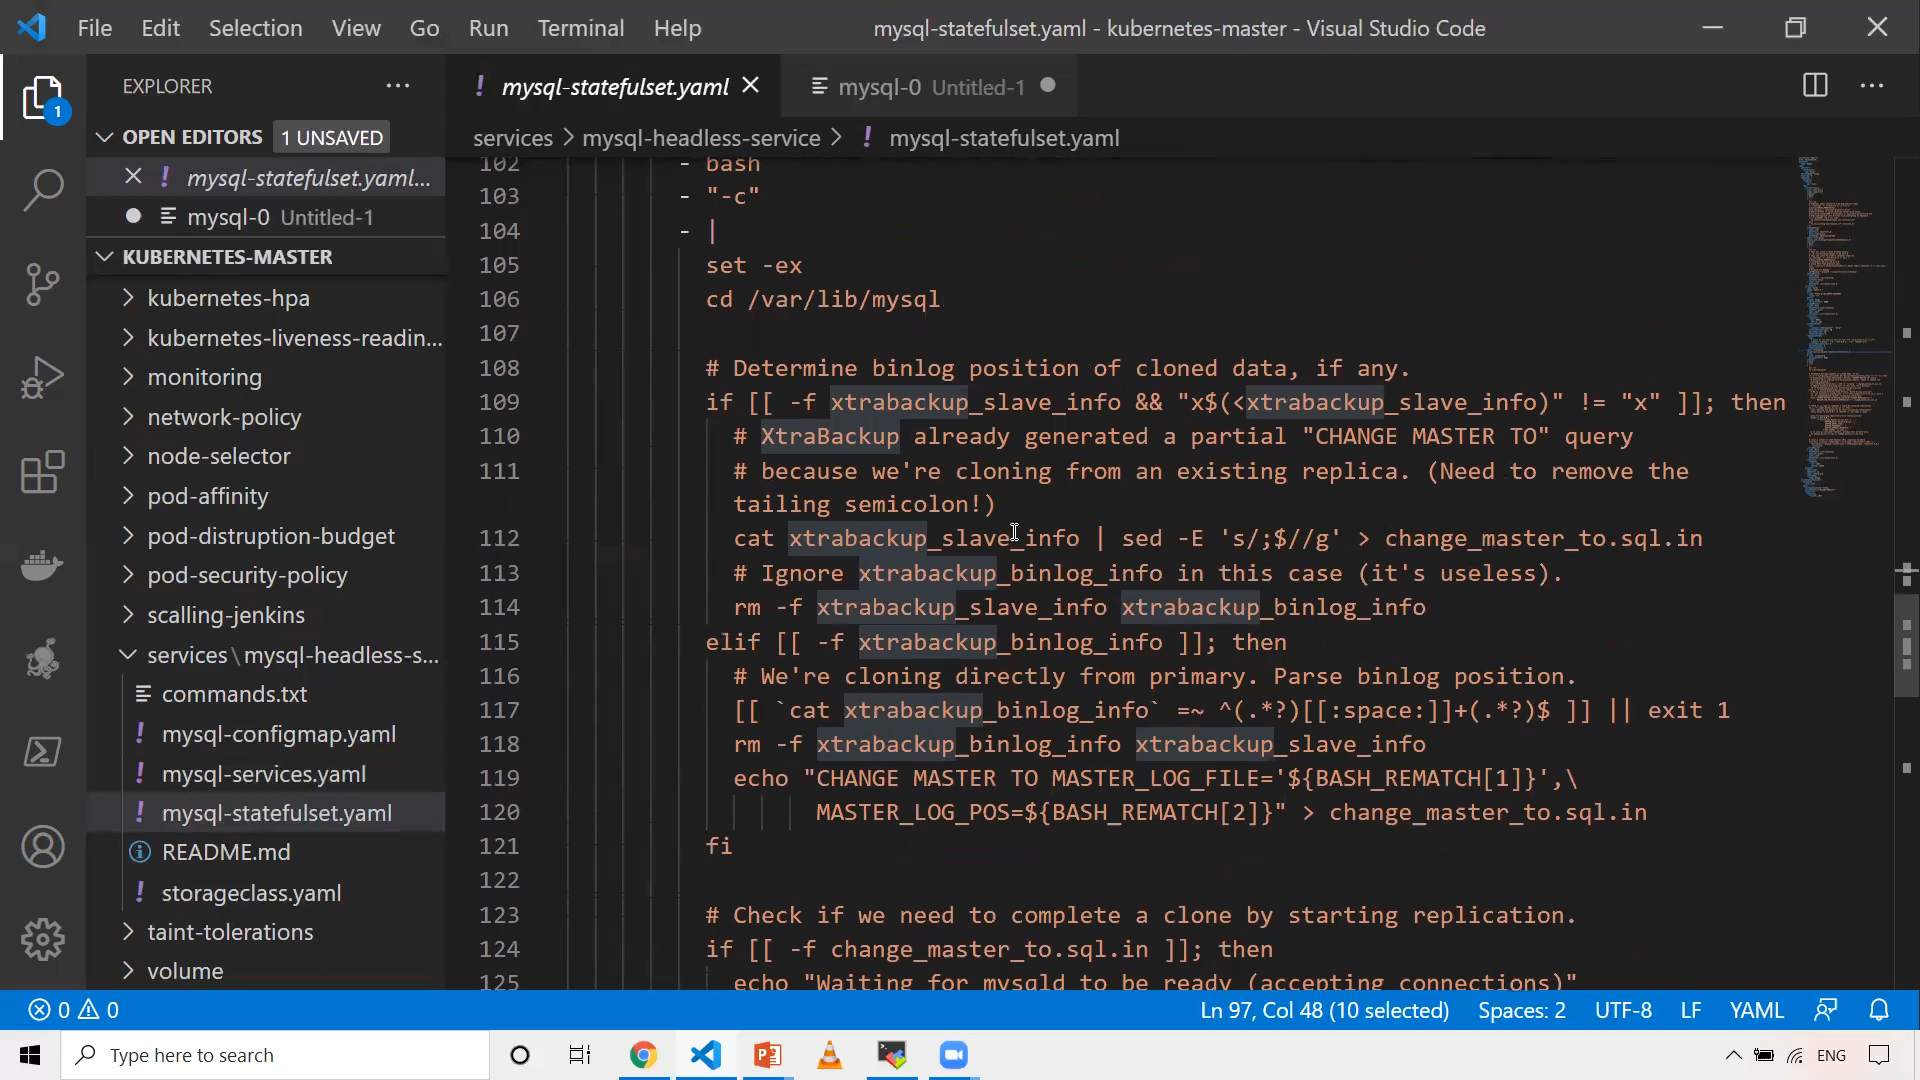 File Edit Selection View Go Run Terminal Help
mysql-statefulset.yaml - kubernetes-master - Visual Studio Code
EXPLORER
OPEN EDITORS 1 UNSAVED
mysql-statefulset.yaml...
mysql-0 Untitled-1
KUBERNETES-MASTER
kubernetes-hpa
kubernetes-liveness-readin...
monitoring
network-policy
node-selector
pod-affinity
pod-distruption-budget
pod-security-policy
scalling-jenkins
services\mysql-headless-s...
commands.txt
mysql-configmap.yaml
mysql-services.yaml
mysql-statefulset.yaml
README.md
storageclass.yaml
taint-tolerations
volume
1
mysql-statefulset.yaml
mysql-0 Untitled-1
services > mysql-headless-service > ! mysql-statefulset.yaml
102 - bash
103 - "-c"
104 - |
105 set -ex
106 cd /var/lib/mysql
107
108 # Determine binlog position of cloned data, if any.
109 if [[ -f xtrabackup_slave_info && "x$(<xtrabackup_slave_info)" != "x" ]]; then
110 # XtraBackup already generated a partial "CHANGE MASTER TO" query
111 # because we're cloning from an existing replica. (Need to remove the
tailing semicolon!)
112 cat xtrabackup_slave_info | sed -E 's/;$//g' > change_master_to.sql.in
113 # Ignore xtrabackup_binlog_info in this case (it's useless).
114 rm -f xtrabackup_slave_info xtrabackup_binlog_info
115 elif [[ -f xtrabackup_binlog_info ]]; then
116 # We're cloning directly from primary. Parse binlog position.
117 [[ `cat xtrabackup_binlog_info` =~ ^(.*?)[[:space:]]+(.*?)$ ]] || exit 1
118 rm -f xtrabackup_binlog_info xtrabackup_slave_info
119 echo "CHANGE MASTER TO MASTER_LOG_FILE='${BASH_REMATCH[1]}',\
120 MASTER_LOG_POS=${BASH_REMATCH[2]}" > change_master_to.sql.in
121 fi
122
123 # Check if we need to complete a clone by starting replication.
124 if [[ -f change_master_to.sql.in ]]; then
125 echo "Waiting for mysqld to be ready (accepting connections)"
0 0
Ln 97, Col 48 (10 selected) Spaces: 2 UTF-8 LF YAML
Type here to search
ENG